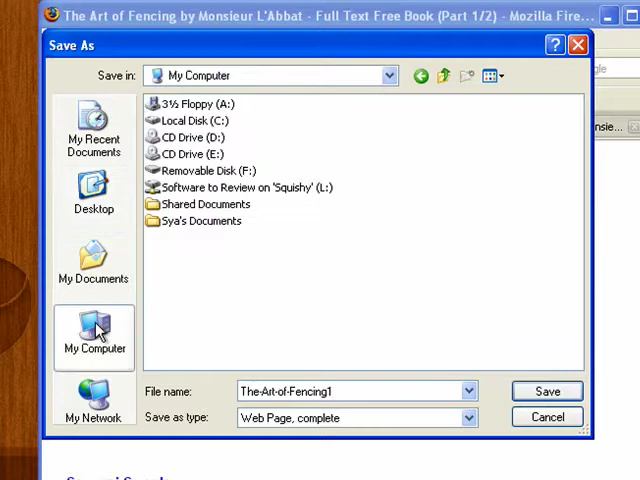 The Art of Fencing by Monsieur L'Abbat - Full Text Free Book (Part 1/2) - Mozilla Fire...
Save As
Save in: My Computer
My Recent
Documents
Desktop
My Documents
My Computer
My Network
3½ Floppy (A:)
Local Disk (C:)
CD Drive (D:)
CD Drive (E:)
Removable Disk (F:)
Software to Review on 'Squishy' (L:)
Shared Documents
Sya's Documents
File name: The-Art-of-Fencing1
Save
Save as type: Web Page, complete
Cancel
gle
nsie...